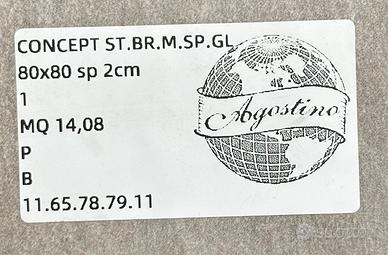 CONCEPT ST.BR.M.SP.GL
80x80 sp 2cm
Agostino
1
MQ 14,08
P
B
11.65.78.79.11